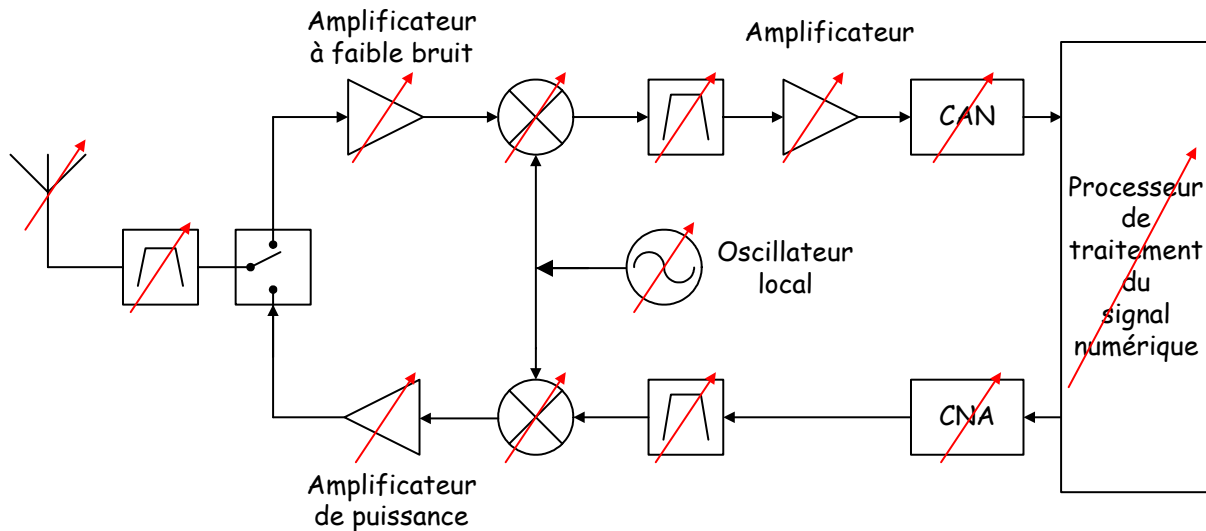 Amplificateur
à faible bruit
Amplificateur
CAN
Processeur
de
traitement
du
signal
numérique
Oscillateur
local
CNA
Amplificateur
de puissance